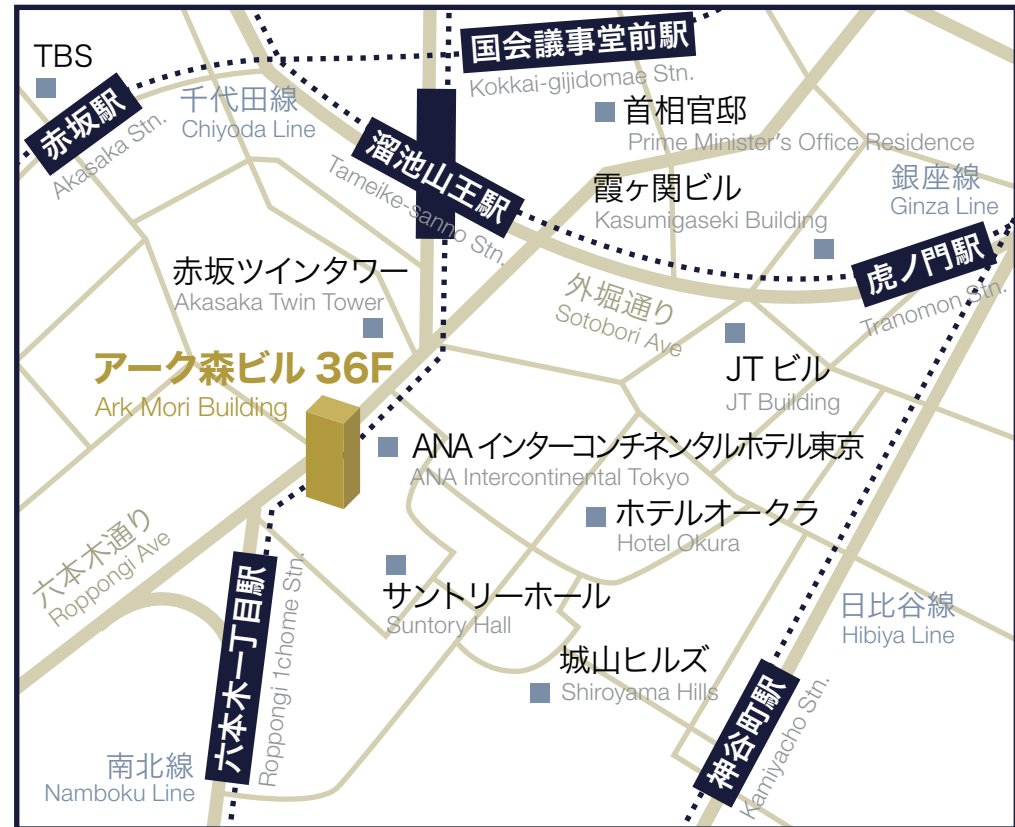 TBS
赤坂駅
Akasaka Stn.
千代田線
Chiyoda Line
国会議事堂前駅
Kokkai-gijidomae Stn.
首相官邸
Prime Minister's Office Residence
溜池山王駅
Tameike-sanno Stn.
霞ヶ関ビル
Kasumigaseki Building
銀座線
Ginza Line
虎ノ門駅
Tranomon Stn.
赤坂ツインタワー
Akasaka Twin Tower
外堀通り
Sotobori Ave
JT ビル
JT Building
アーク森ビル 36F
Ark Mori Building
ANA インターコンチネンタルホテル東京
ANA Intercontinental Tokyo
ホテルオークラ
Hotel Okura
六本木通り
Roppongi Ave
サントリーホール
Suntory Hall
六本木一丁目駅
Roppongi 1chome Stn.
城山ヒルズ
Shiroyama Hills
日比谷線
Hibiya Line
神谷町駅
Kamiyacho Stn.
南北線
Namboku Line